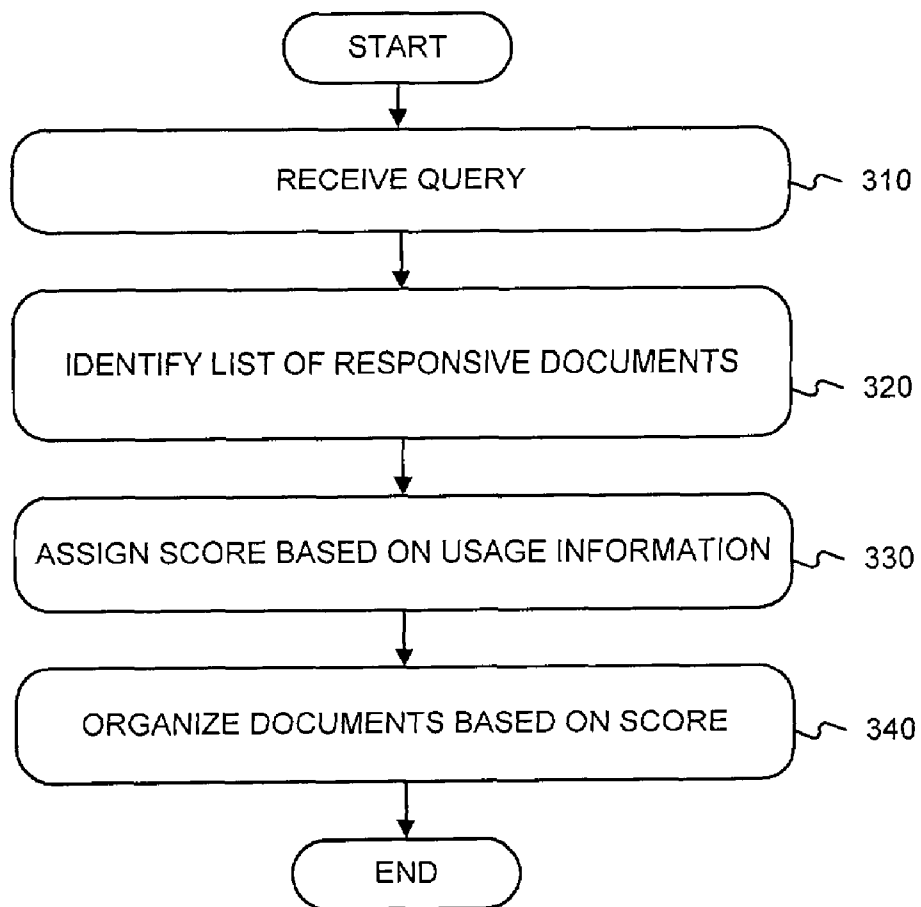 START
RECEIVE QUERY
310
IDENTIFY LIST OF RESPONSIVE DOCUMENTS
320
ASSIGN SCORE BASED ON USAGE INFORMATION
330
ORGANIZE DOCUMENTS BASED ON SCORE
340
END